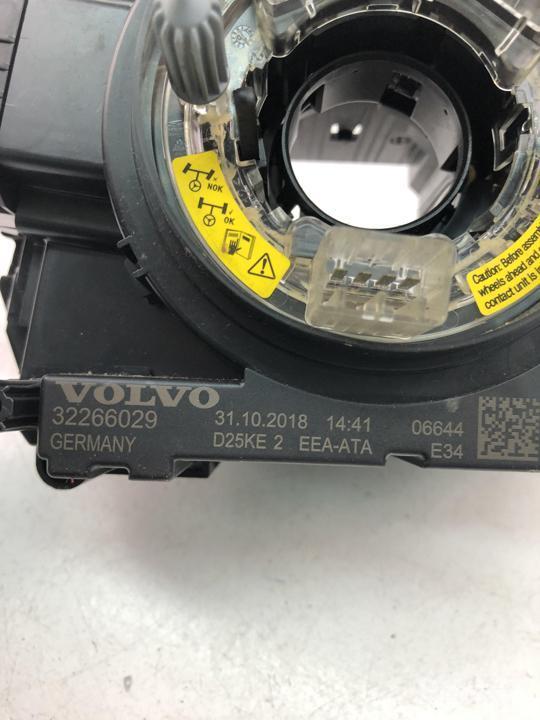 NOK
OK
Caution: Before assemb
wheels ahead and
contact unit is i
VOLVO
32266029 31.10.2018 14:41 06644
GERMANY D25KE 2 EEA-ATA E34